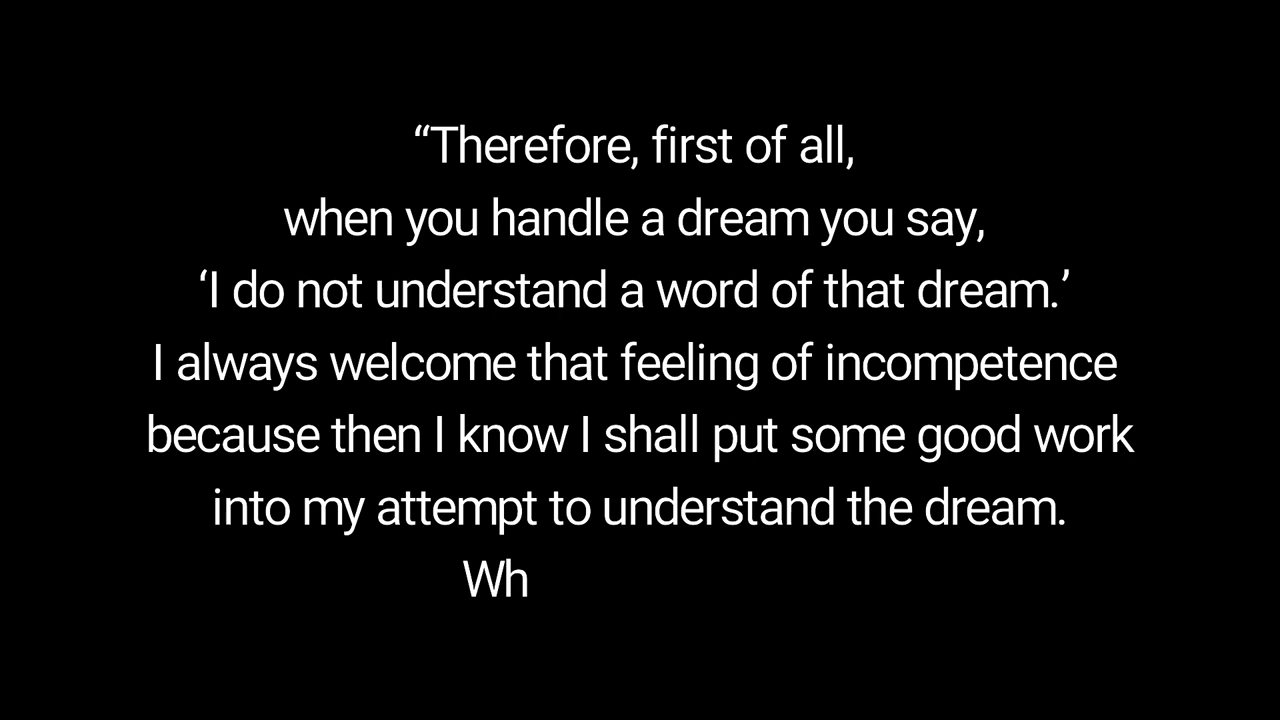 “Therefore, first of all,
when you handle a dream you say,
‘I do not understand a word of that dream.’
I always welcome that feeling of incompetence
because then I know I shall put some good work
into my attempt to understand the dream.
Wh